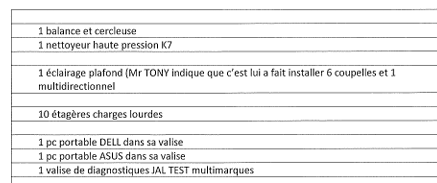 1 balance et cercleuse
1 nettoyeur haute pression K7
1 éclairage plafond (Mr TONY indique que c'est lui a fait installer 6 coupelles et 1
multidirectionnel
10 étagères charges lourdes
1 pc portable DELL dans sa valise
1 pc portable ASUS dans sa valise
1 valise de diagnostiques JAL TEST multimarques